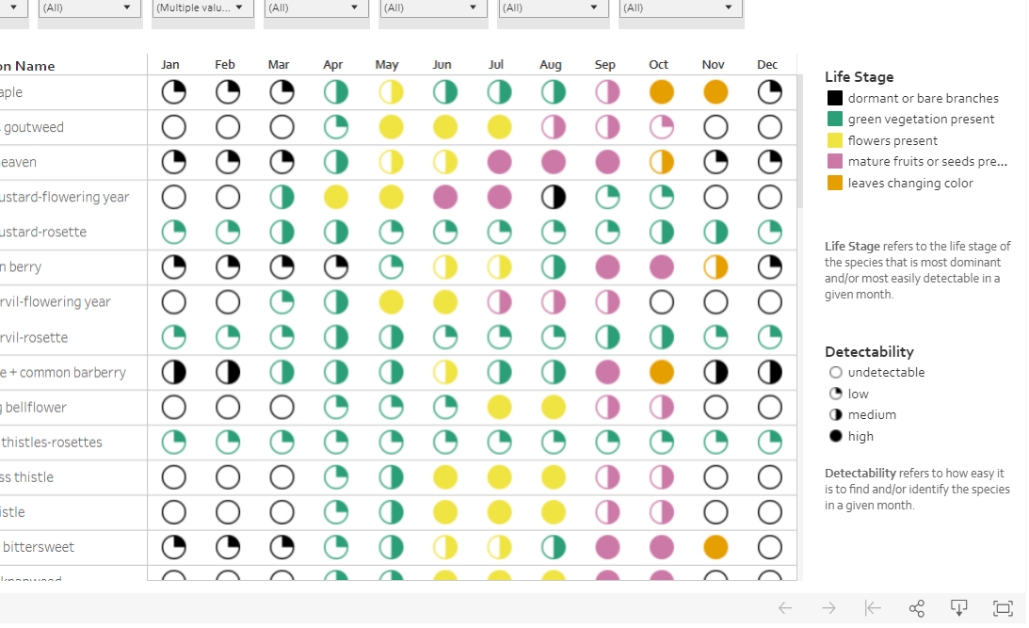 (All) (Multiple valu... (All) (All) (All) (All)
on Name Jan Feb Mar Apr May Jun Jul Aug Sep Oct Nov Dec
aple
goutweed
eaven
ustard-flowering year
ustard-rosette
n berry
rvil-flowering year
rvil-rosette
e + common barberry
g bellflower
thistles-rosettes
ss thistle
istle
bittersweet
knapweed
Life Stage
dormant or bare branches
green vegetation present
flowers present
mature fruits or seeds pre...
leaves changing color
Life Stage refers to the life stage of
the species that is most dominant
and/or most easily detectable in a
given month.
Detectability
undetectable
low
medium
high
Detectability refers to how easy it
is to find and/or identify the species
in a given month.